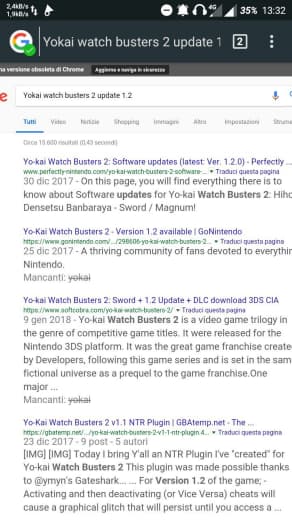 2,4kB/s
1,9kB/s
4G
35% 13:32
Yokai watch busters 2 update 1
2
na versione obsoleta di Chrome Aggiorna e naviga in sicurezza
e
Yokai watch busters 2 update 1.2
Tutti Video Notizie Shopping Immagini Altro Impostazioni Strume
Circa 15.600 risultati (0,43 secondi)
Yo-kai Watch Busters 2: Software updates (latest: Ver. 1.2.0) - Perfectly ...
www.perfectly-nintendo.com/yo-kai-watch-busters-2-software-... ▾ Traduci questa pagina
30 dic 2017 - On this page, you will find everything there is to
know about Software updates for Yo-kai Watch Busters 2: Hihc
Densetsu Banbaraya - Sword / Magnum!
Yo-Kai Watch Busters 2 - Version 1.2 available | GoNintendo
https://www.gonintendo.com/.../298606-yo-kai-watch-busters-2... ▾ Traduci questa pagina
25 dic 2017 - A thriving community of fans devoted to everythir
Nintendo.
Mancanti: yokai
Yo-kai Watch Busters 2: Sword + 1.2 Update + DLC download 3DS CIA
https://www.softcobra.com/yo-kai-watch-busters-2/ ▾ Traduci questa pagina
9 gen 2018 - Yo-kai Watch Busters 2 is a video game trilogy in
the genre of competitive game titles. It were released for the
Nintendo 3DS platform. It was the great game franchise create
by Developers, following this game series and is set in the sam
fictional universe as a prequel to the game franchise.One
major ...
Mancanti: yokai
Yo-Kai Watch Busters 2 v1.1 NTR Plugin | GBAtemp.net - The ...
https://gbatemp.net/.../yo-kai-watch-busters-2-v1-1-ntr-plugin.4... ▾ Traduci questa pagina
23 dic 2017 - 9 post - 5 autori
[IMG] [IMG] Today I bring Y'all an NTR Plugin I've "created" for
Yo-kai Watch Busters 2 This plugin was made possible thanks
to @ymyn's Gateshark... ... For Version 1.2 of the game; -
Activating and then deactivating (or Vice Versa) cheats will
cause a graphical glitch that will persist until you access a ...